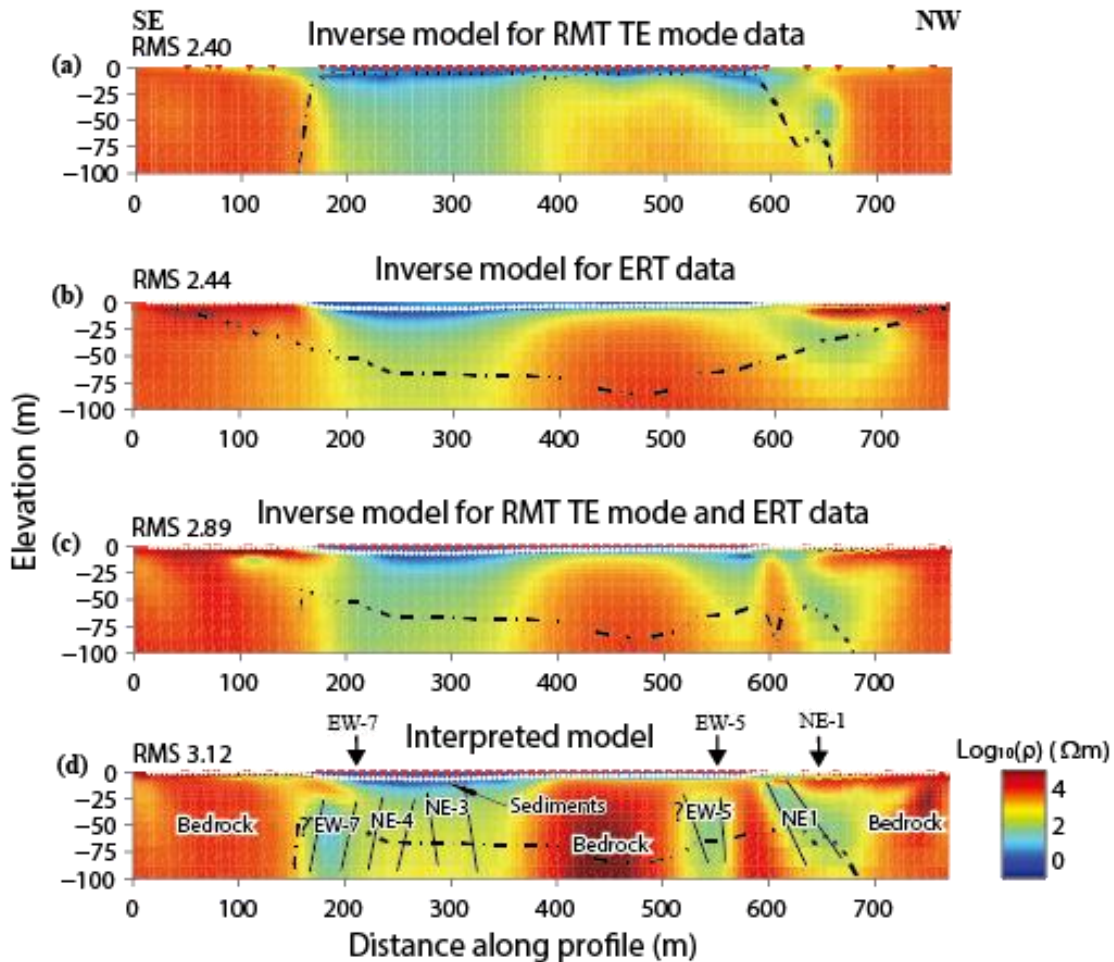 SE NW
Inverse model for RMT TE mode data
RMS 2.40
(a)
0
−25
−50
−75
−100
0 100 200 300 400 500 600 700
Inverse model for ERT data
RMS 2.44
(b)
0
−25
−50
−75
−100
0 100 200 300 400 500 600 700
Elevation (m)
Inverse model for RMT TE mode and ERT data
RMS 2.89
(c)
0
−25
−50
−75
−100
0 100 200 300 400 500 600 700
EW-7 EW-5 NE-1
Interpreted model
RMS 3.12
(d)
0
−25
−50
−75
−100
Bedrock ? EW-7 NE-4 NE-3 Sediments Bedrock ? EW-5 NE1 Bedrock
0 100 200 300 400 500 600 700
Distance along profile (m)
Log₁₀(ρ) (Ωm)
4
2
0